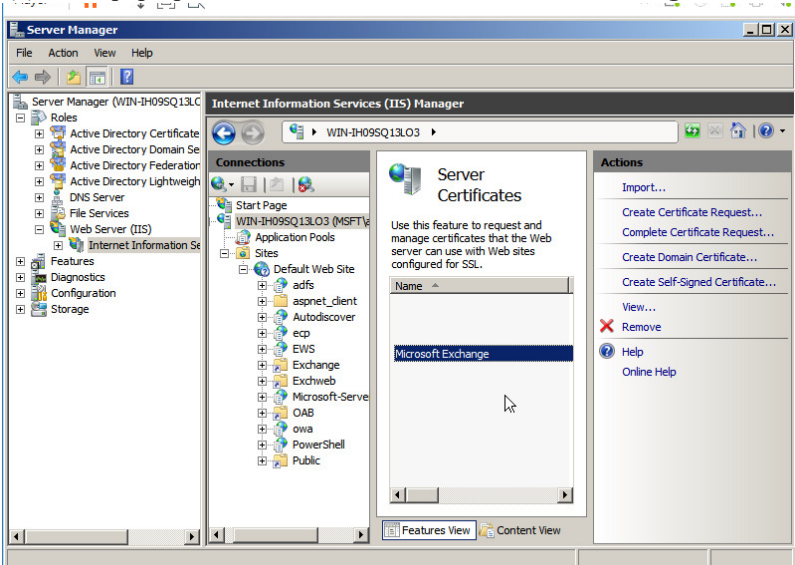 Server Manager
File Action View Help
Server Manager (WIN-IH09SQ13LO
Roles
Active Directory Certificate
Active Directory Domain Se
Active Directory Federation
Active Directory Lightweigh
DNS Server
File Services
Web Server (IIS)
Internet Information Se
Features
Diagnostics
Configuration
Storage
Internet Information Services (IIS) Manager
WIN-IH09SQ13LO3
Connections
Start Page
WIN-IH09SQ13LO3 (MSFT\a
Application Pools
Sites
Default Web Site
adfs
aspnet_client
Autodiscover
ecp
EWS
Exchange
Exchweb
Microsoft-Serve
OAB
owa
PowerShell
Public
Server
Certificates
Use this feature to request and
manage certificates that the Web
server can use with Web sites
configured for SSL.
Name
Microsoft Exchange
Features View Content View
Actions
Import...
Create Certificate Request...
Complete Certificate Request...
Create Domain Certificate...
Create Self-Signed Certificate...
View...
Remove
Help
Online Help